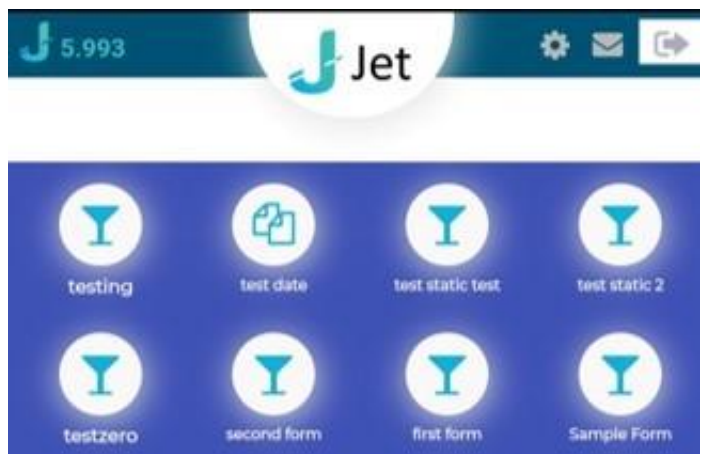 5.993
Jet
testing
test date
test static test
test static 2
testzero
second form
first form
Sample Form